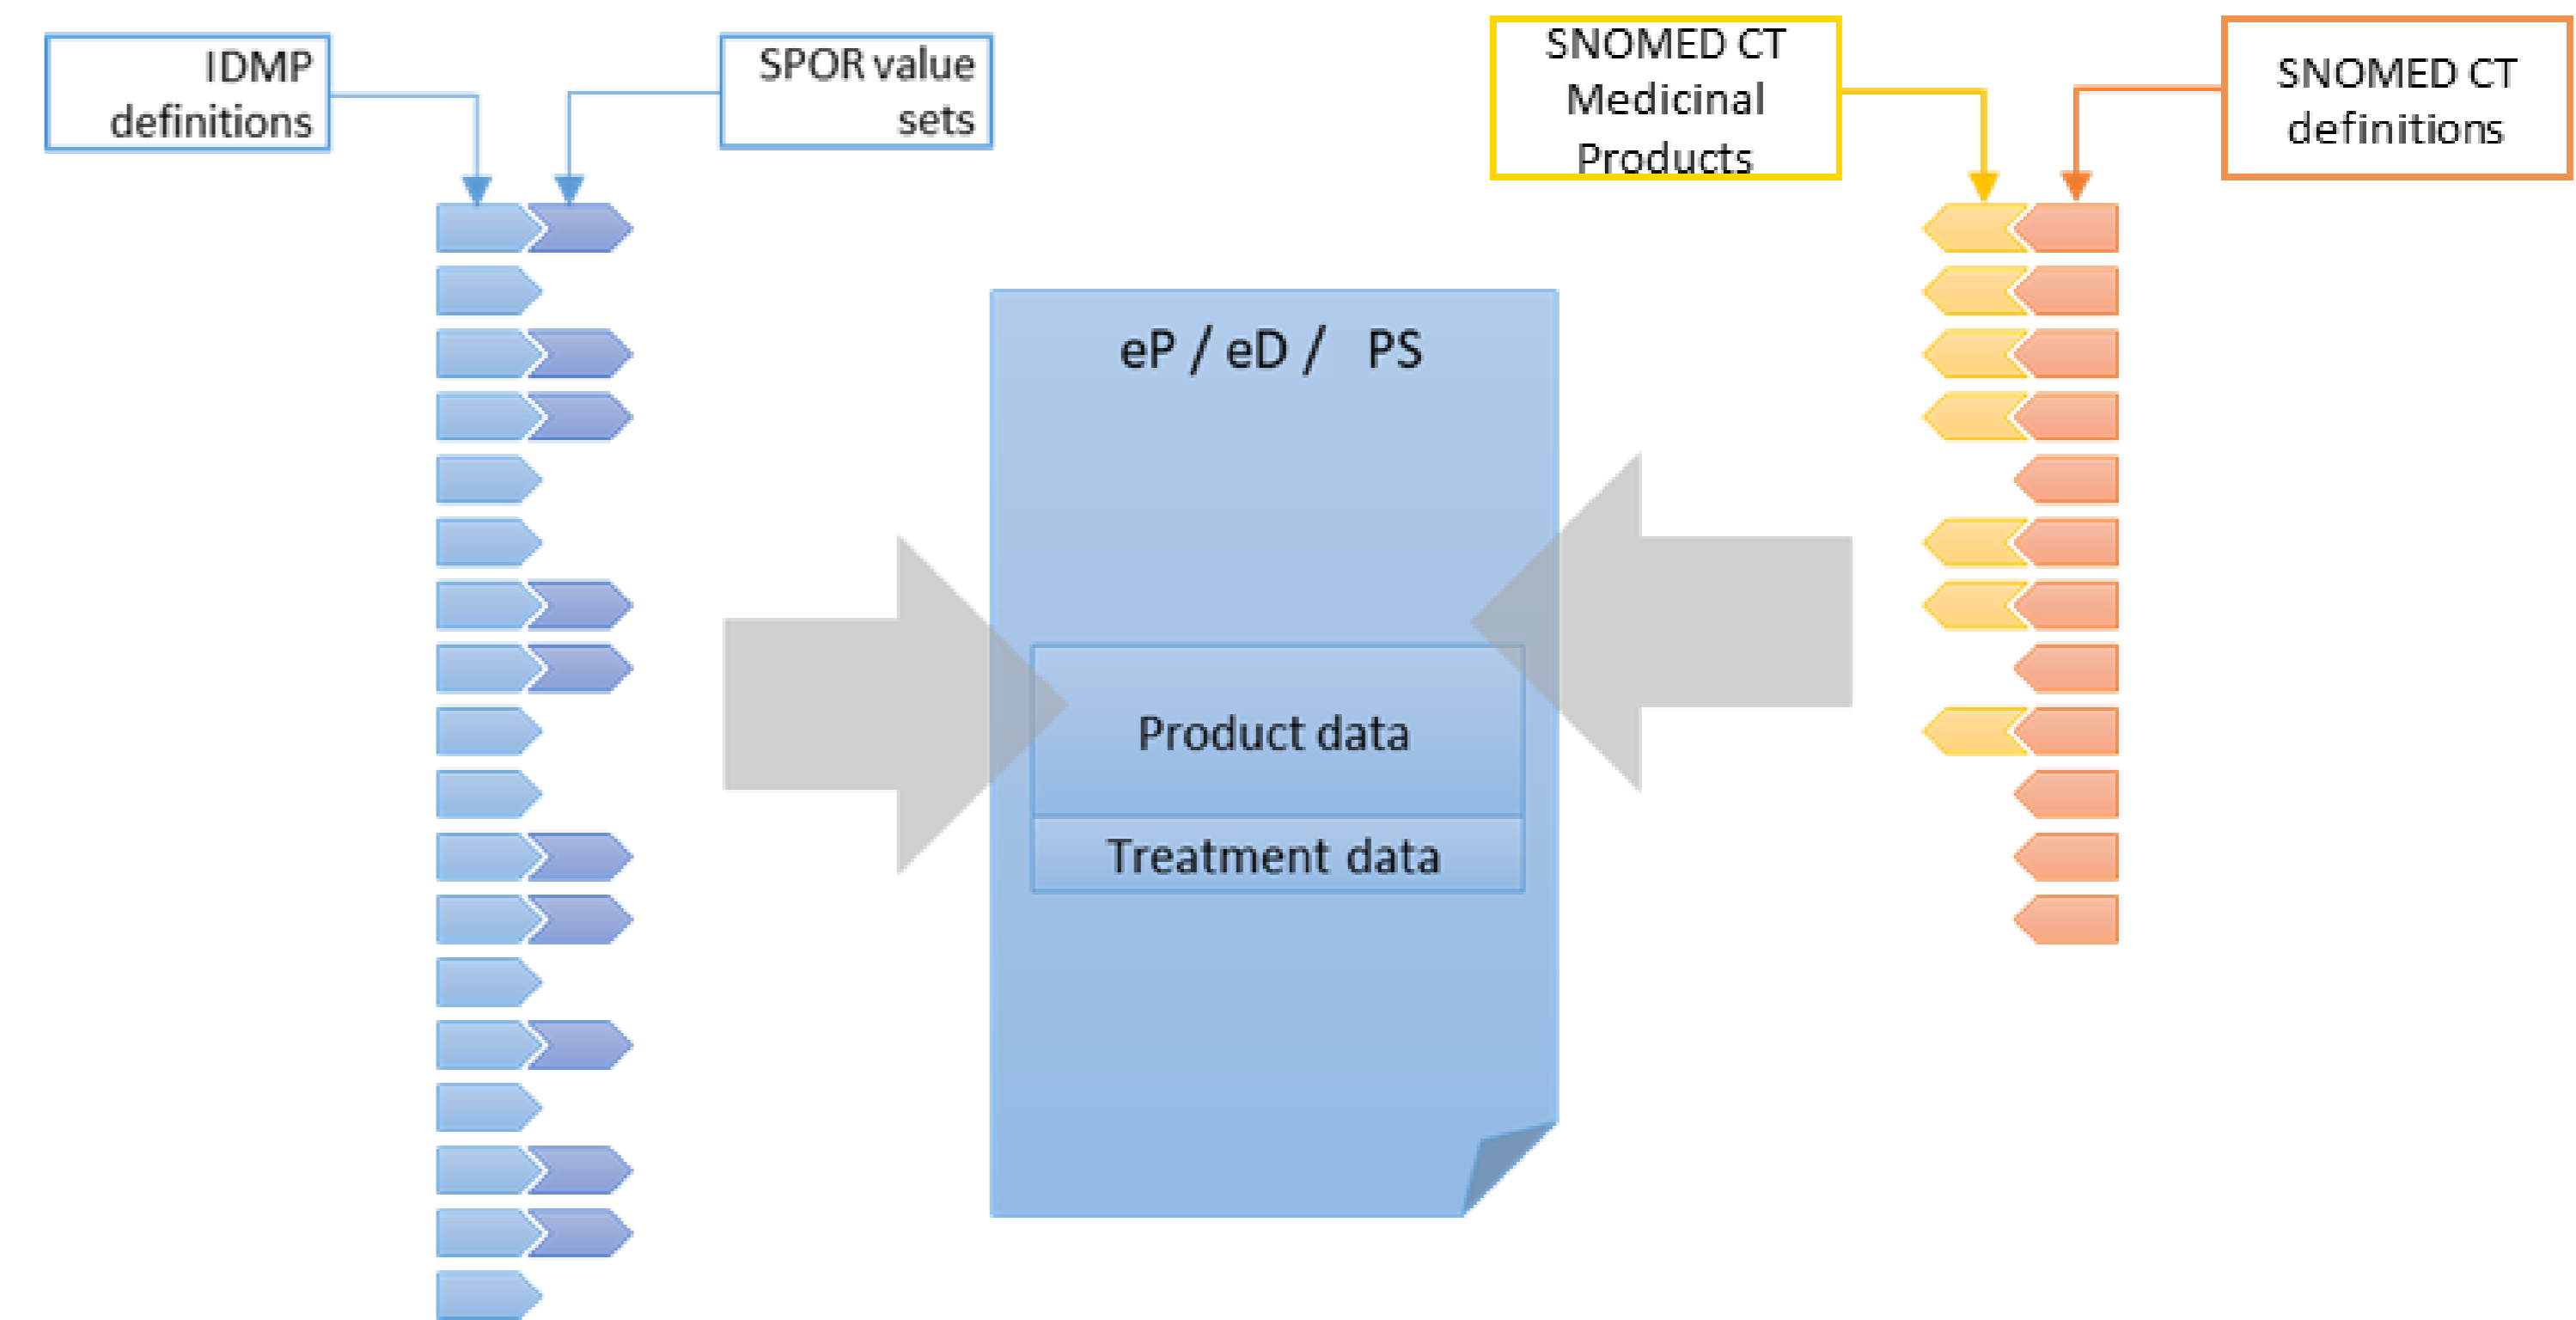 IDMP
definitions
SPOR value
sets
SNOMED CT
Medicinal
Products
SNOMED CT
definitions
eP / eD / PS
Product data
Treatment data